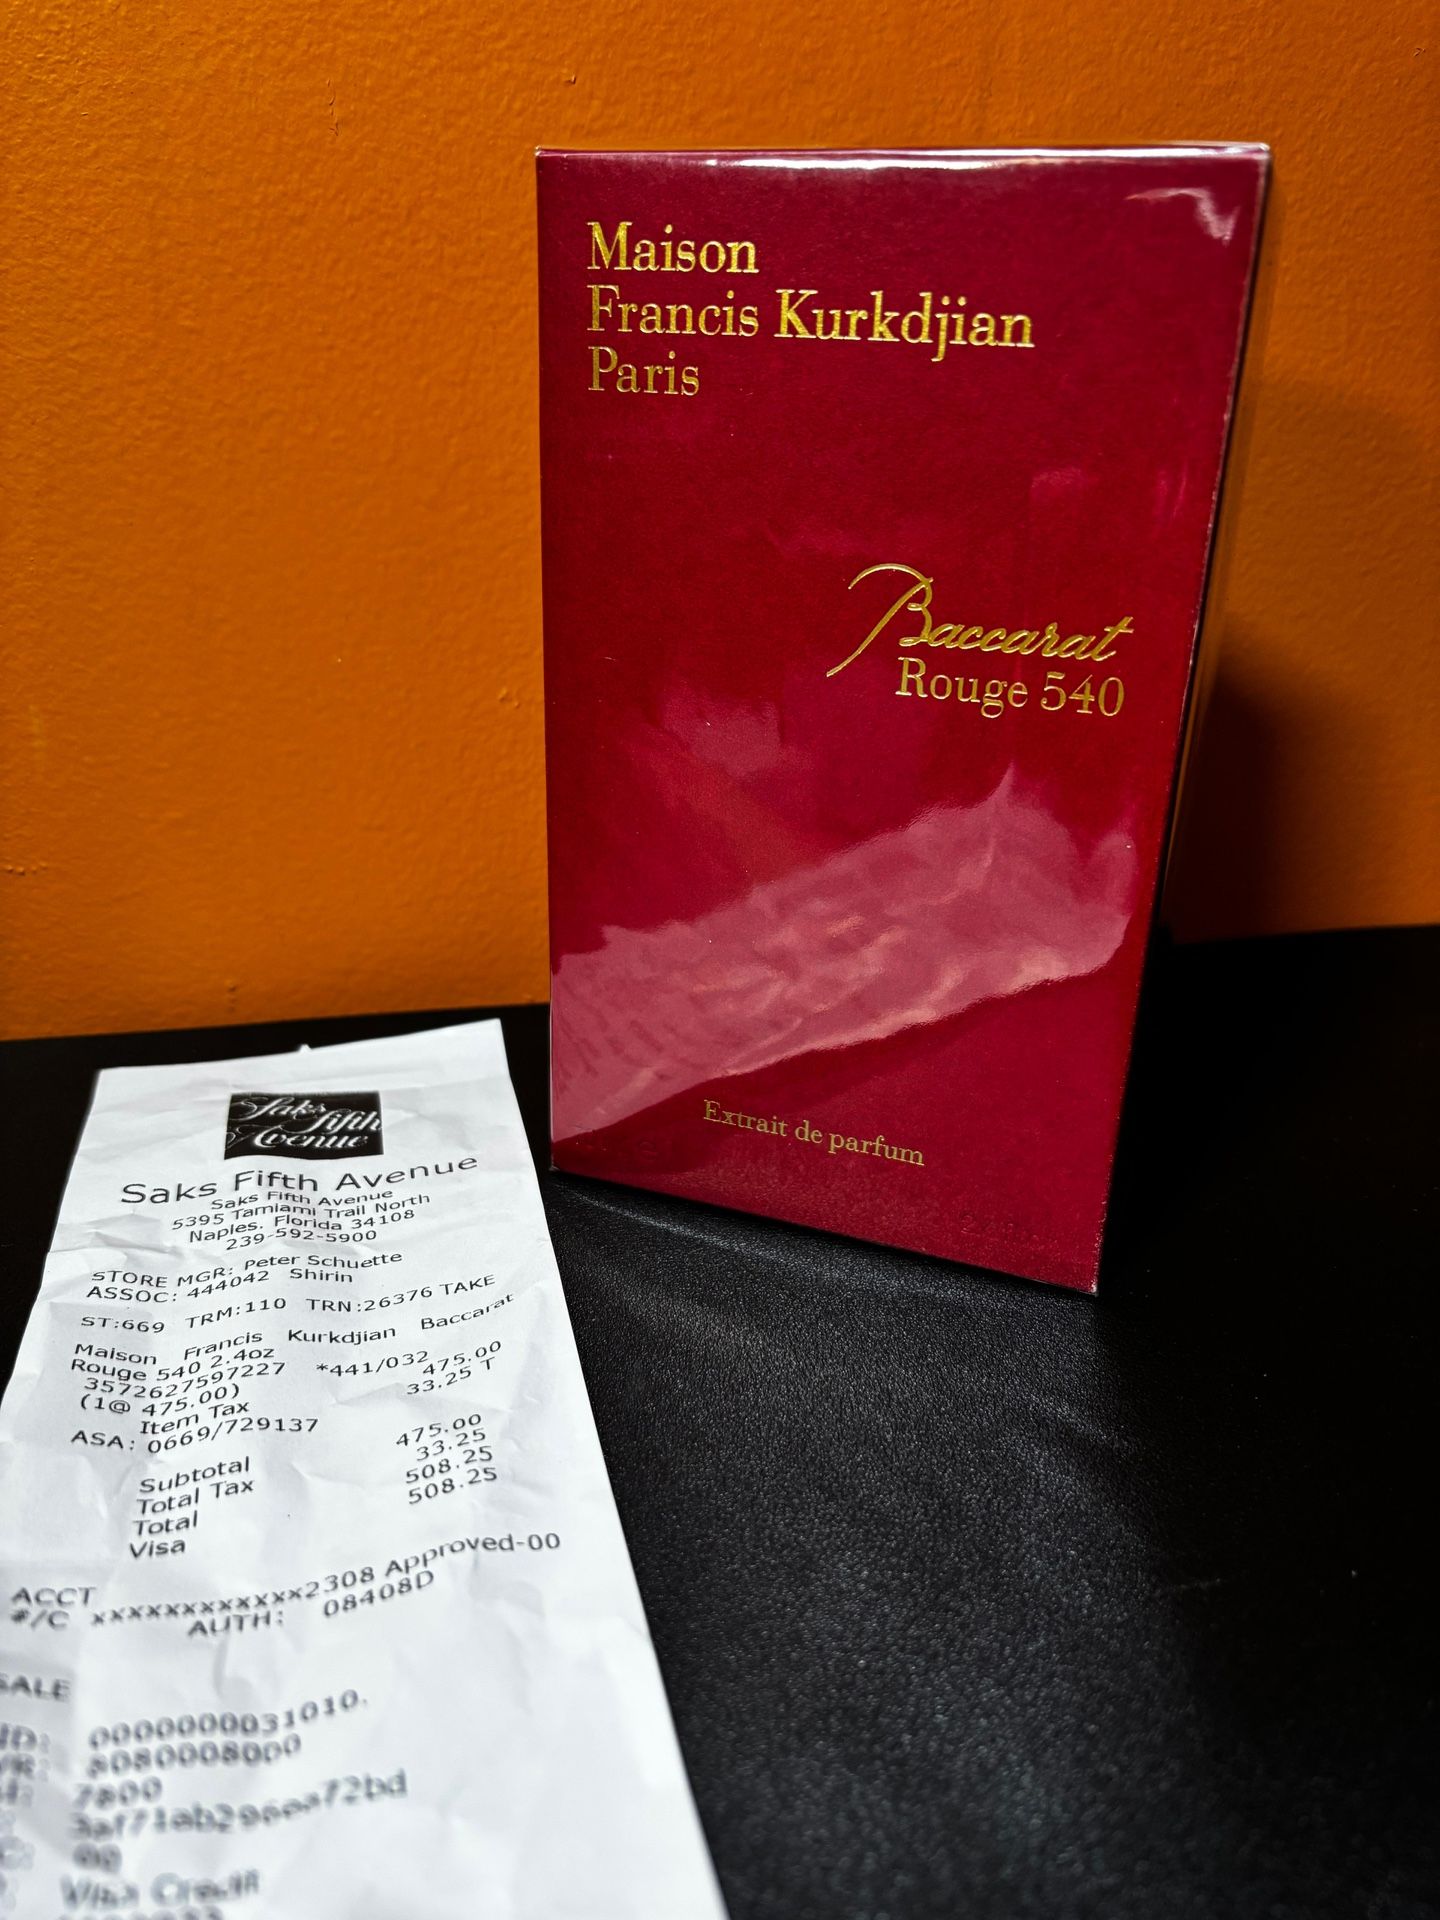 Maison
Francis Kurkdjian
Paris
Baccarat
Rouge 540
Extrait de parfum
Saks
Fifth
Avenue
Saks Fifth Avenue
Saks Fifth Avenue
5395 Tamiami Trail North
Naples, Florida 34108
239-592-5900
STORE MGR: Peter Schuette
ASSOC: 444042 Shirin
ST:669 TRM:110 TRN:26376 TAKE
Maison Francis Kurkdjian Baccarat
Rouge 540 2.4oz
3572627597227 *441/032 475.00
(1@ 475.00) 33.25 T
Item Tax
ASA: 0669/729137
Subtotal 475.00
Total Tax 33.25
Total 508.25
Visa 508.25
ACCT
#/C xxxxxxxxxxxx2308 Approved-00
AUTH: 08408D
SALE
0000000031010.
8080008000
7800
3af71ab296aa72bd
00
Visa Credit